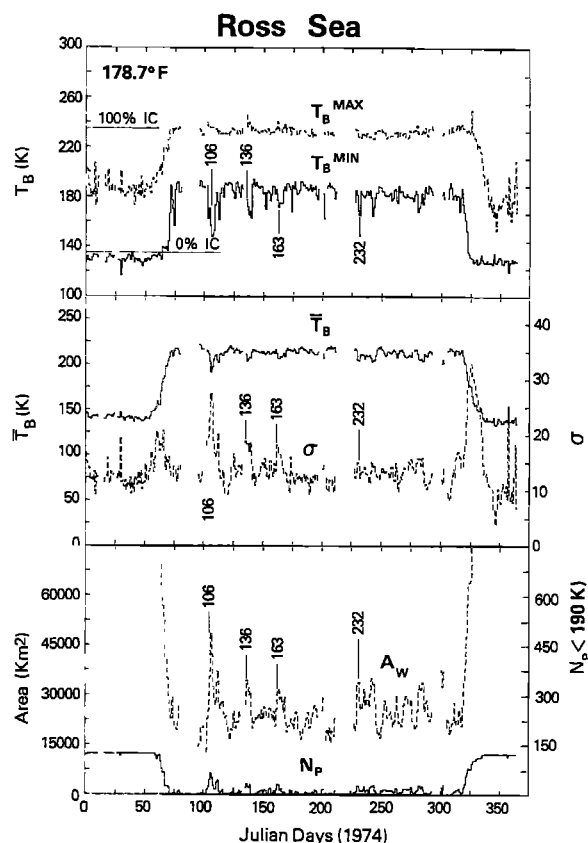 Ross Sea
300
178.7°F
260
100% IC
T_B^MAX
220
T_B (K)
106
136
T_B^MIN
180
140
0% IC
163
232
100
250
T̄_B
40
200
T̄_B (K)
150
136
163
232
30
σ
100
20
σ
50
106
10
0
0
60000
106
600
Area (Km²)
45000
136
163
232
A_W
450
N_P < 190 K)
30000
300
15000
N_P
150
0
0 50 100 150 200 250 300 350
Julian Days (1974)